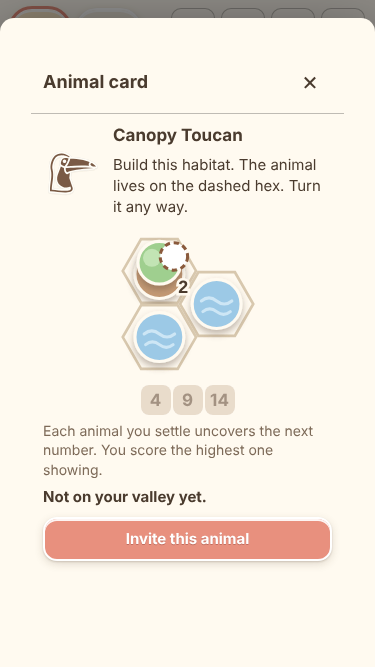 Animal card
Canopy Toucan
Build this habitat. The animal
lives on the dashed hex. Turn
it any way.
2
4 9 14
Each animal you settle uncovers the next
number. You score the highest one
showing.
Not on your valley yet.
Invite this animal